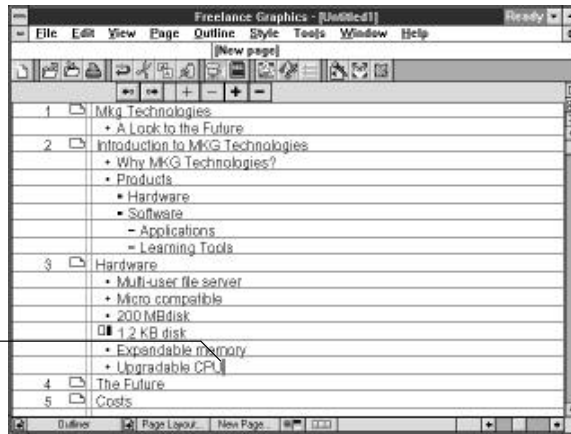 Freelance Graphics - [Untitled1] Ready
File Edit View Page Outline Style Tools Window Help
[New page]
1 Mkg Technologies
• A Look to the Future
2 Introduction to MKG Technologies
• Why MKG Technologies?
• Products
▪ Hardware
▪ Software
– Applications
– Learning Tools
3 Hardware
• Multi-user file server
• Micro compatible
• 200 MBdisk
1.2 KB disk
• Expandable memory
• Upgradable CPU
4 The Future
5 Costs
Outliner Page Layout... New Page...